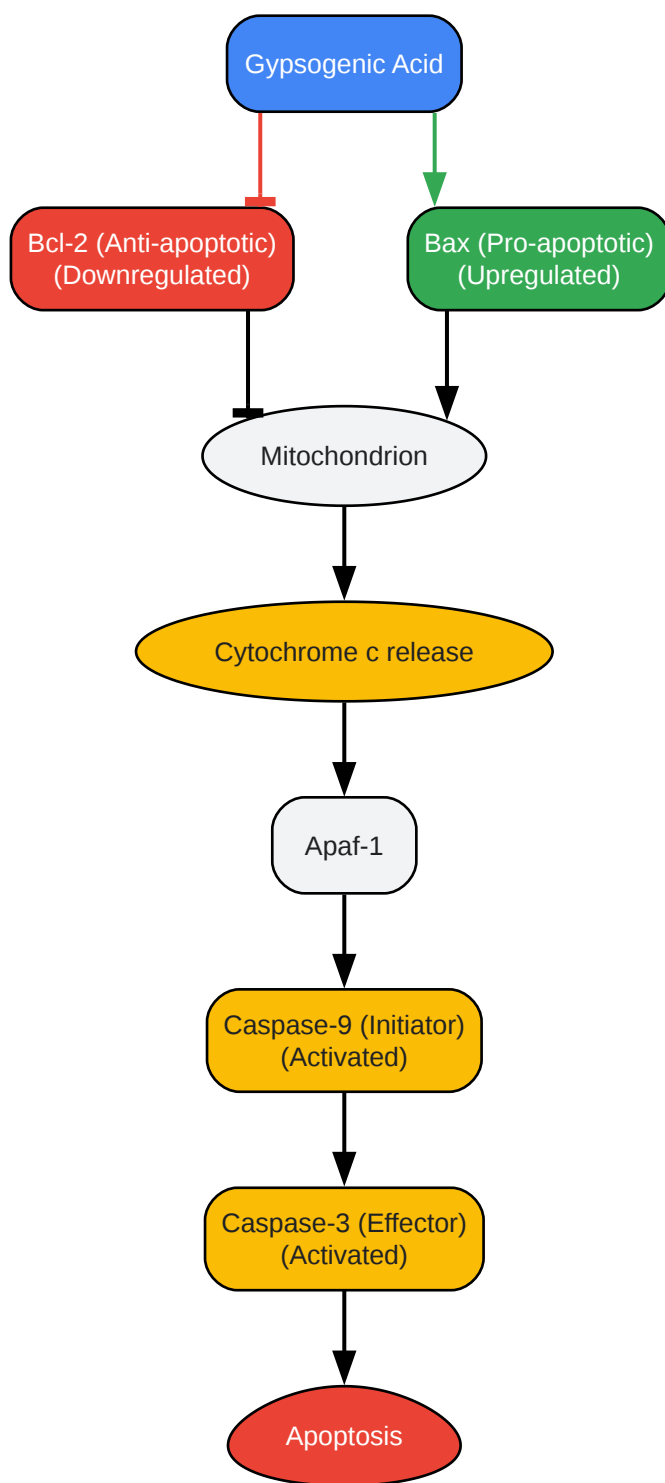 Gypsogenic Acid
Bcl-2 (Anti-apoptotic)
(Downregulated)
Bax (Pro-apoptotic)
(Upregulated)
Mitochondrion
Cytochrome c release
Apaf-1
Caspase-9 (Initiator)
(Activated)
Caspase-3 (Effector)
(Activated)
Apoptosis